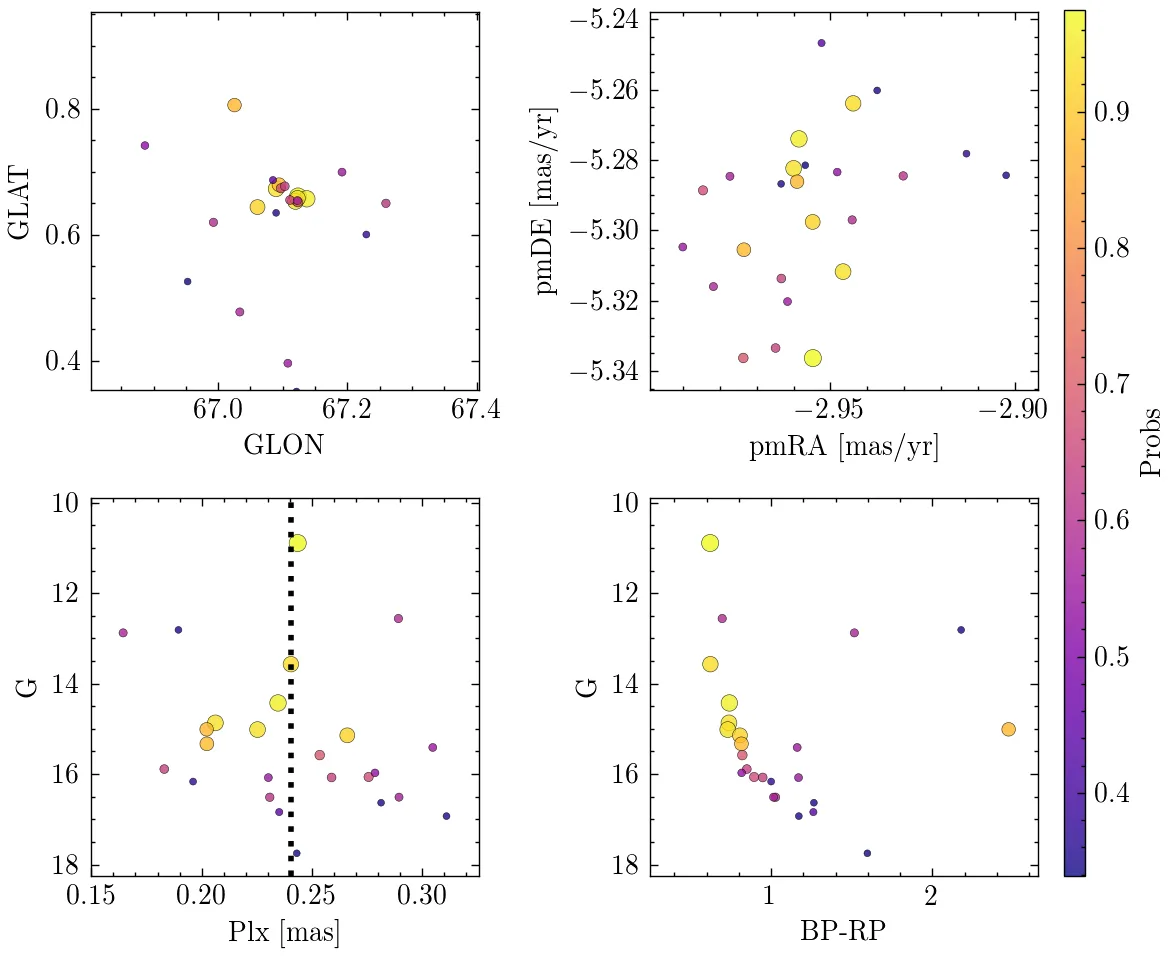 0.8
0.6
0.4
GLAT
67.0 67.2 67.4
GLON
−5.24
−5.26
−5.28
−5.30
−5.32
−5.34
pmDE [mas/yr]
−2.95 −2.90
pmRA [mas/yr]
0.9
0.8
0.7
0.6
0.5
0.4
Probs
10
12
14
16
18
G
0.15 0.20 0.25 0.30
Plx [mas]
10
12
14
16
18
G
1 2
BP-RP